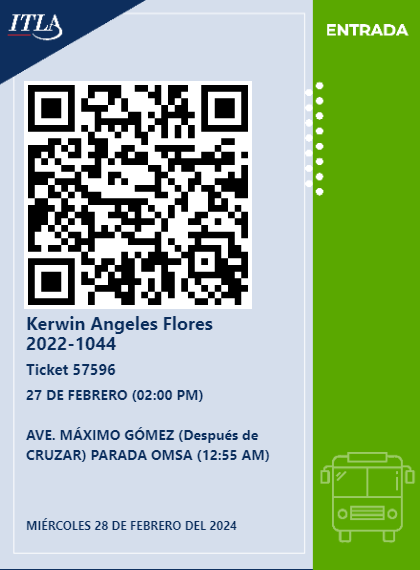 ITLA
ENTRADA
Kerwin Angeles Flores
2022-1044
Ticket 57596
27 DE FEBRERO (02:00 PM)
AVE. MÁXIMO GÓMEZ (Después de
CRUZAR) PARADA OMSA (12:55 AM)
MIÉRCOLES 28 DE FEBRERO DEL 2024